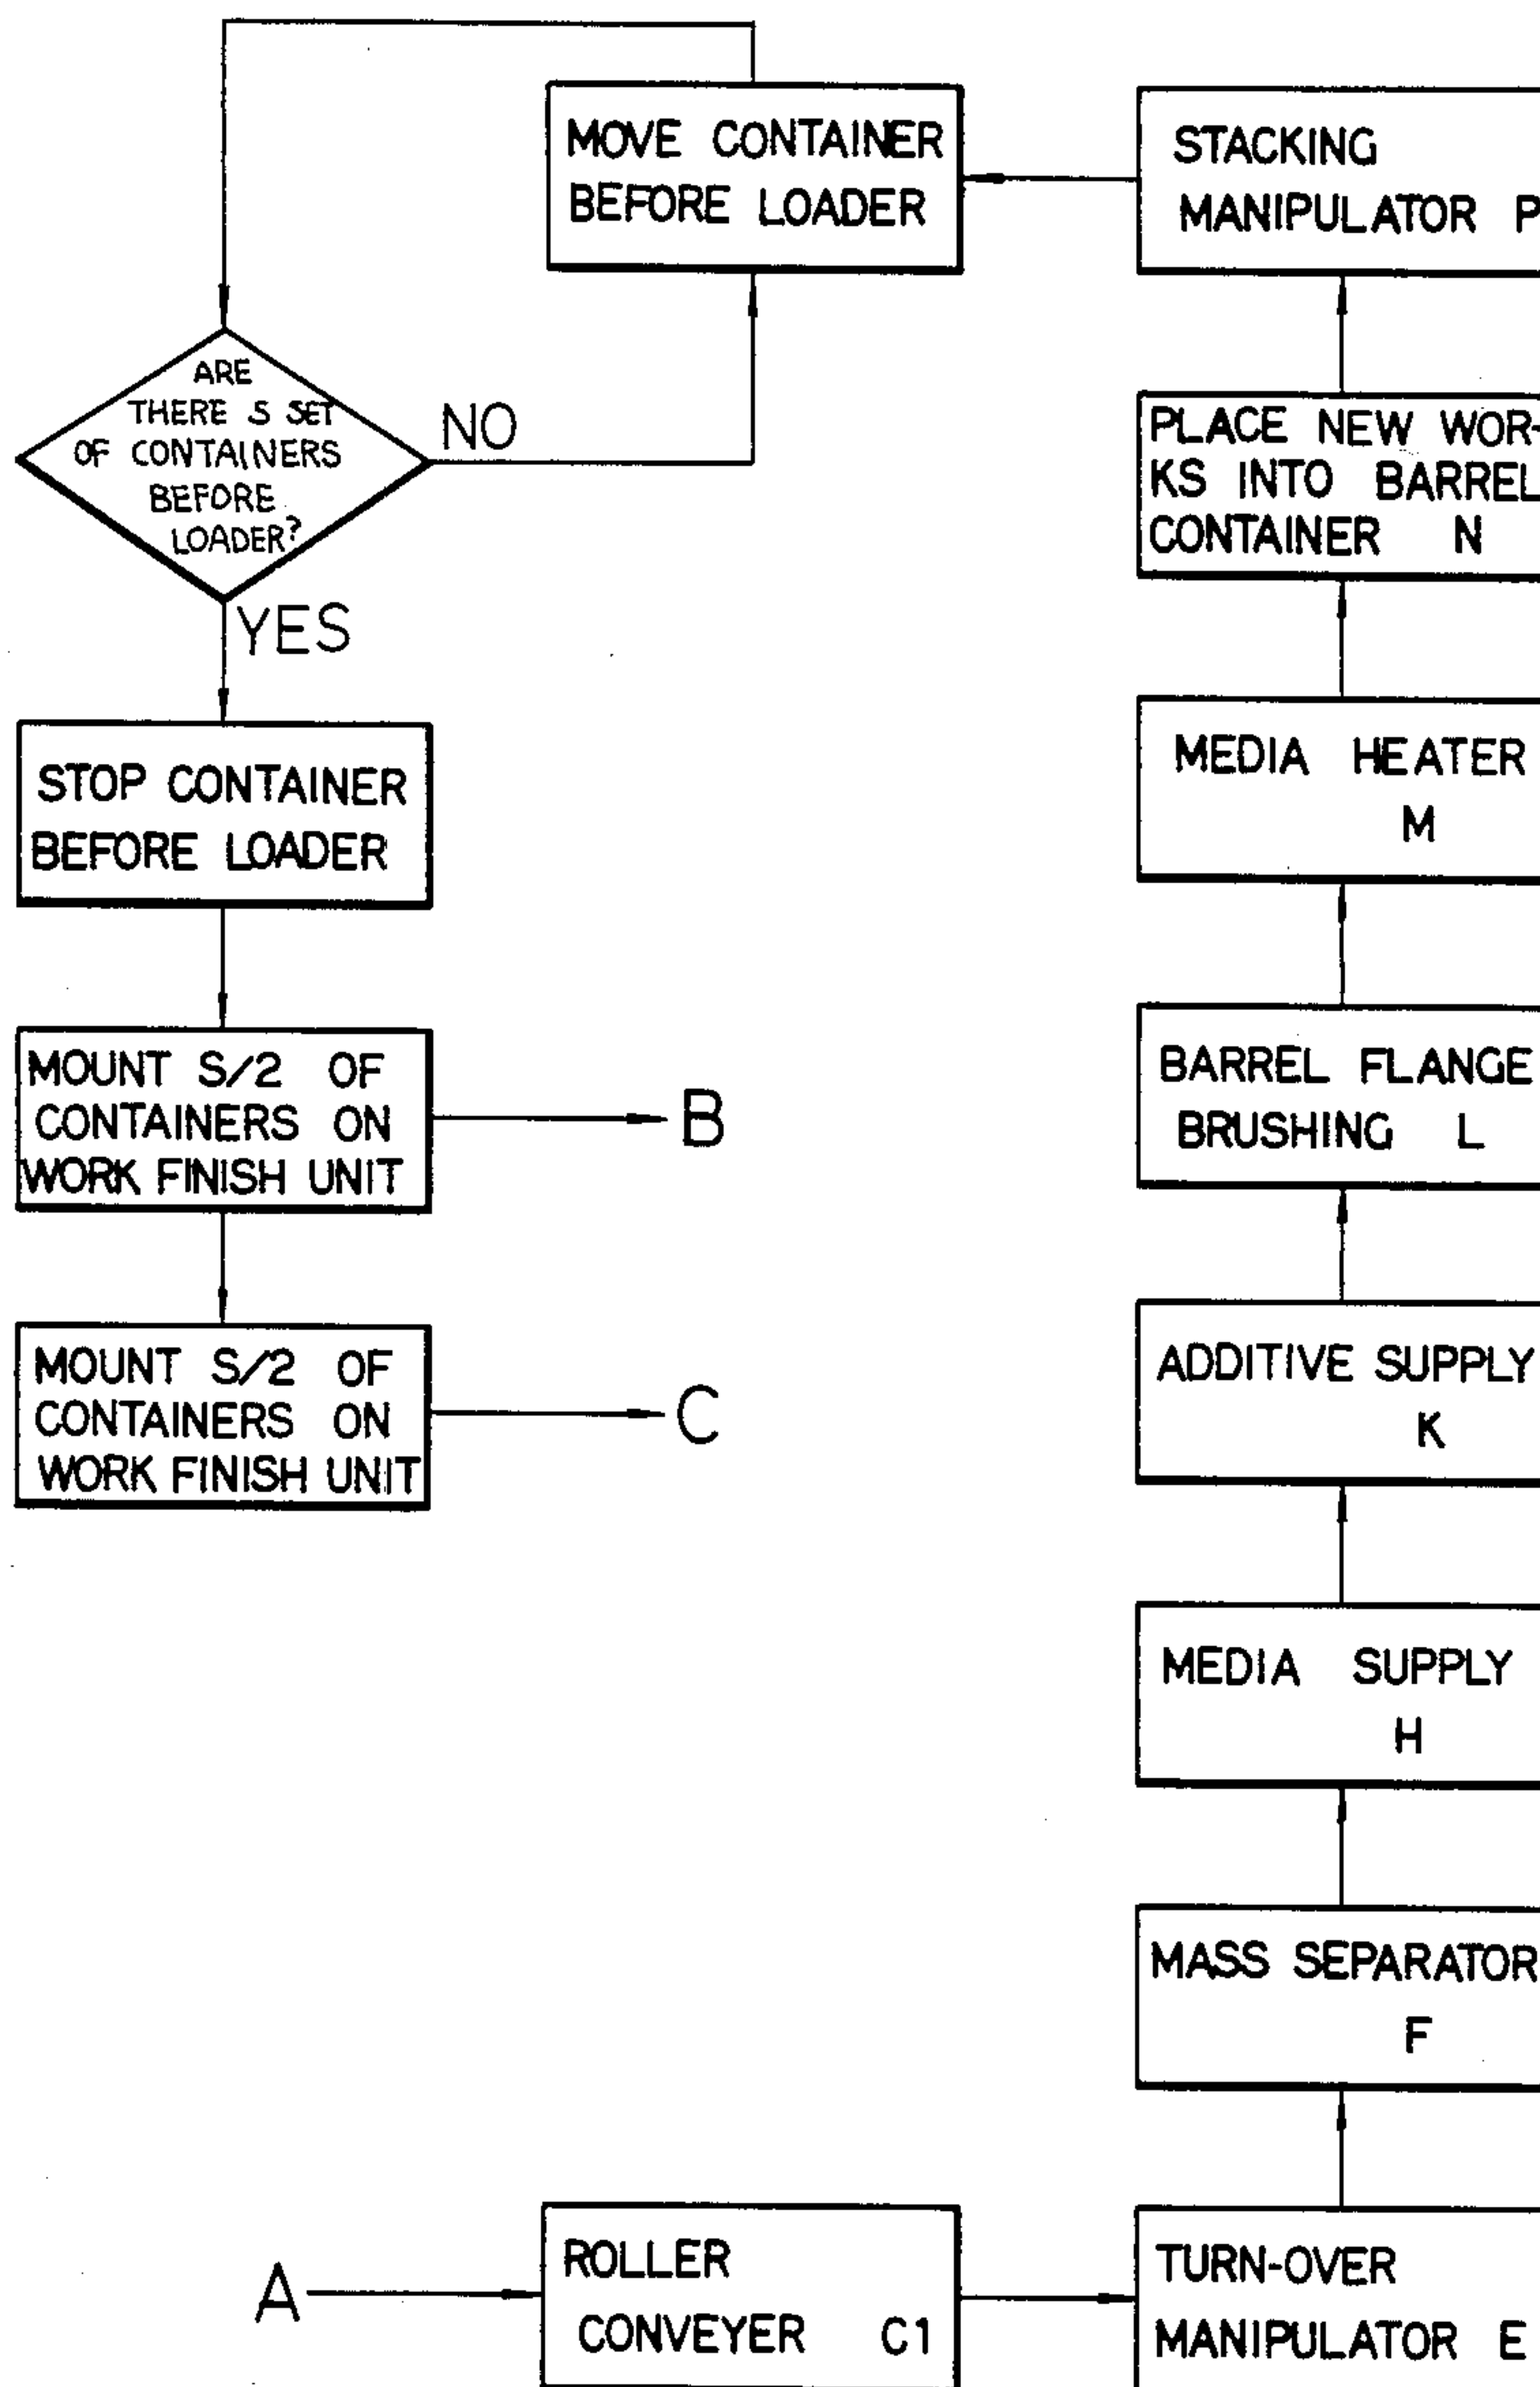 MOVE CONTAINER
BEFORE LOADER
STACKING
MANIPULATOR P
ARE
THERE S SET
OF CONTAINERS
BEFORE
LOADER?
NO
YES
PLACE NEW WOR-
KS INTO BARREL
CONTAINER N
STOP CONTAINER
BEFORE LOADER
MEDIA HEATER
M
MOUNT S/2 OF
CONTAINERS ON
WORK FINISH UNIT
B
BARREL FLANGE
BRUSHING L
MOUNT S/2 OF
CONTAINERS ON
WORK FINISH UNIT
C
ADDITIVE SUPPLY
K
MEDIA SUPPLY
H
MASS SEPARATOR
F
A
ROLLER
CONVEYER C1
TURN-OVER
MANIPULATOR E